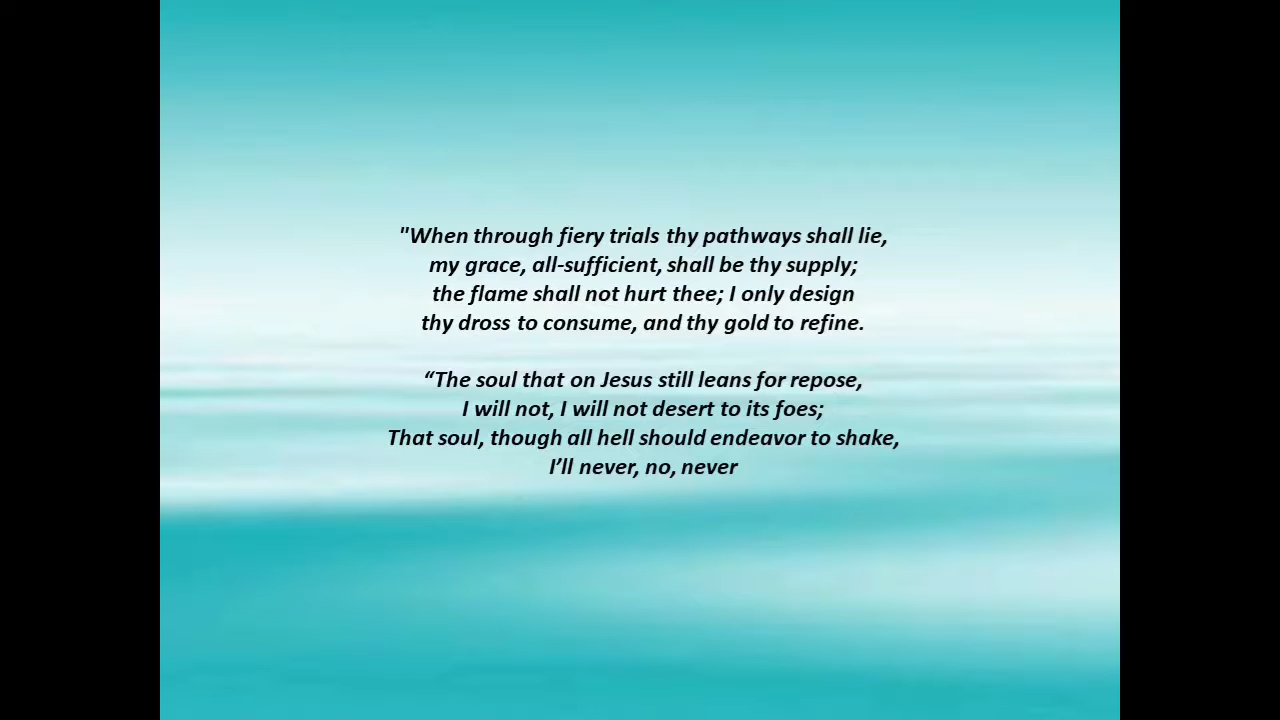 "When through fiery trials thy pathways shall lie,
my grace, all-sufficient, shall be thy supply;
the flame shall not hurt thee; I only design
thy dross to consume, and thy gold to refine.
“The soul that on Jesus still leans for repose,
I will not, I will not desert to its foes;
That soul, though all hell should endeavor to shake,
I’ll never, no, never